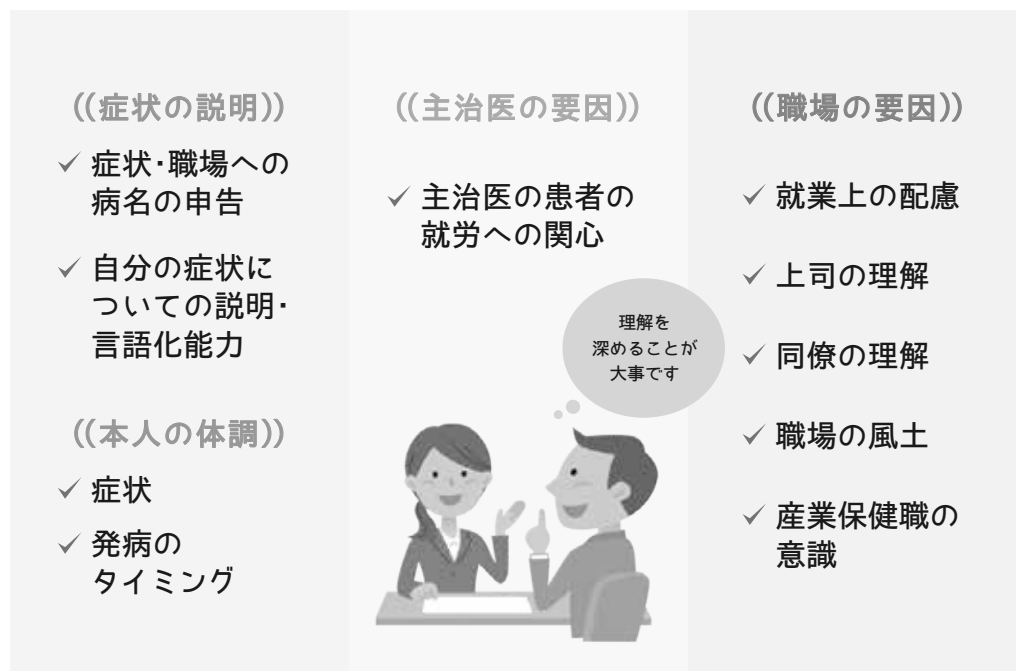 ((症状の説明))
症状・職場への
病名の申告
自分の症状に
ついての説明・
言語化能力
((本人の体調))
症状
発病の
タイミング
((主治医の要因))
主治医の患者の
就労への関心
理解を
深めることが
大事です
((職場の要因))
就業上の配慮
上司の理解
同僚の理解
職場の風土
産業保健職の
意識